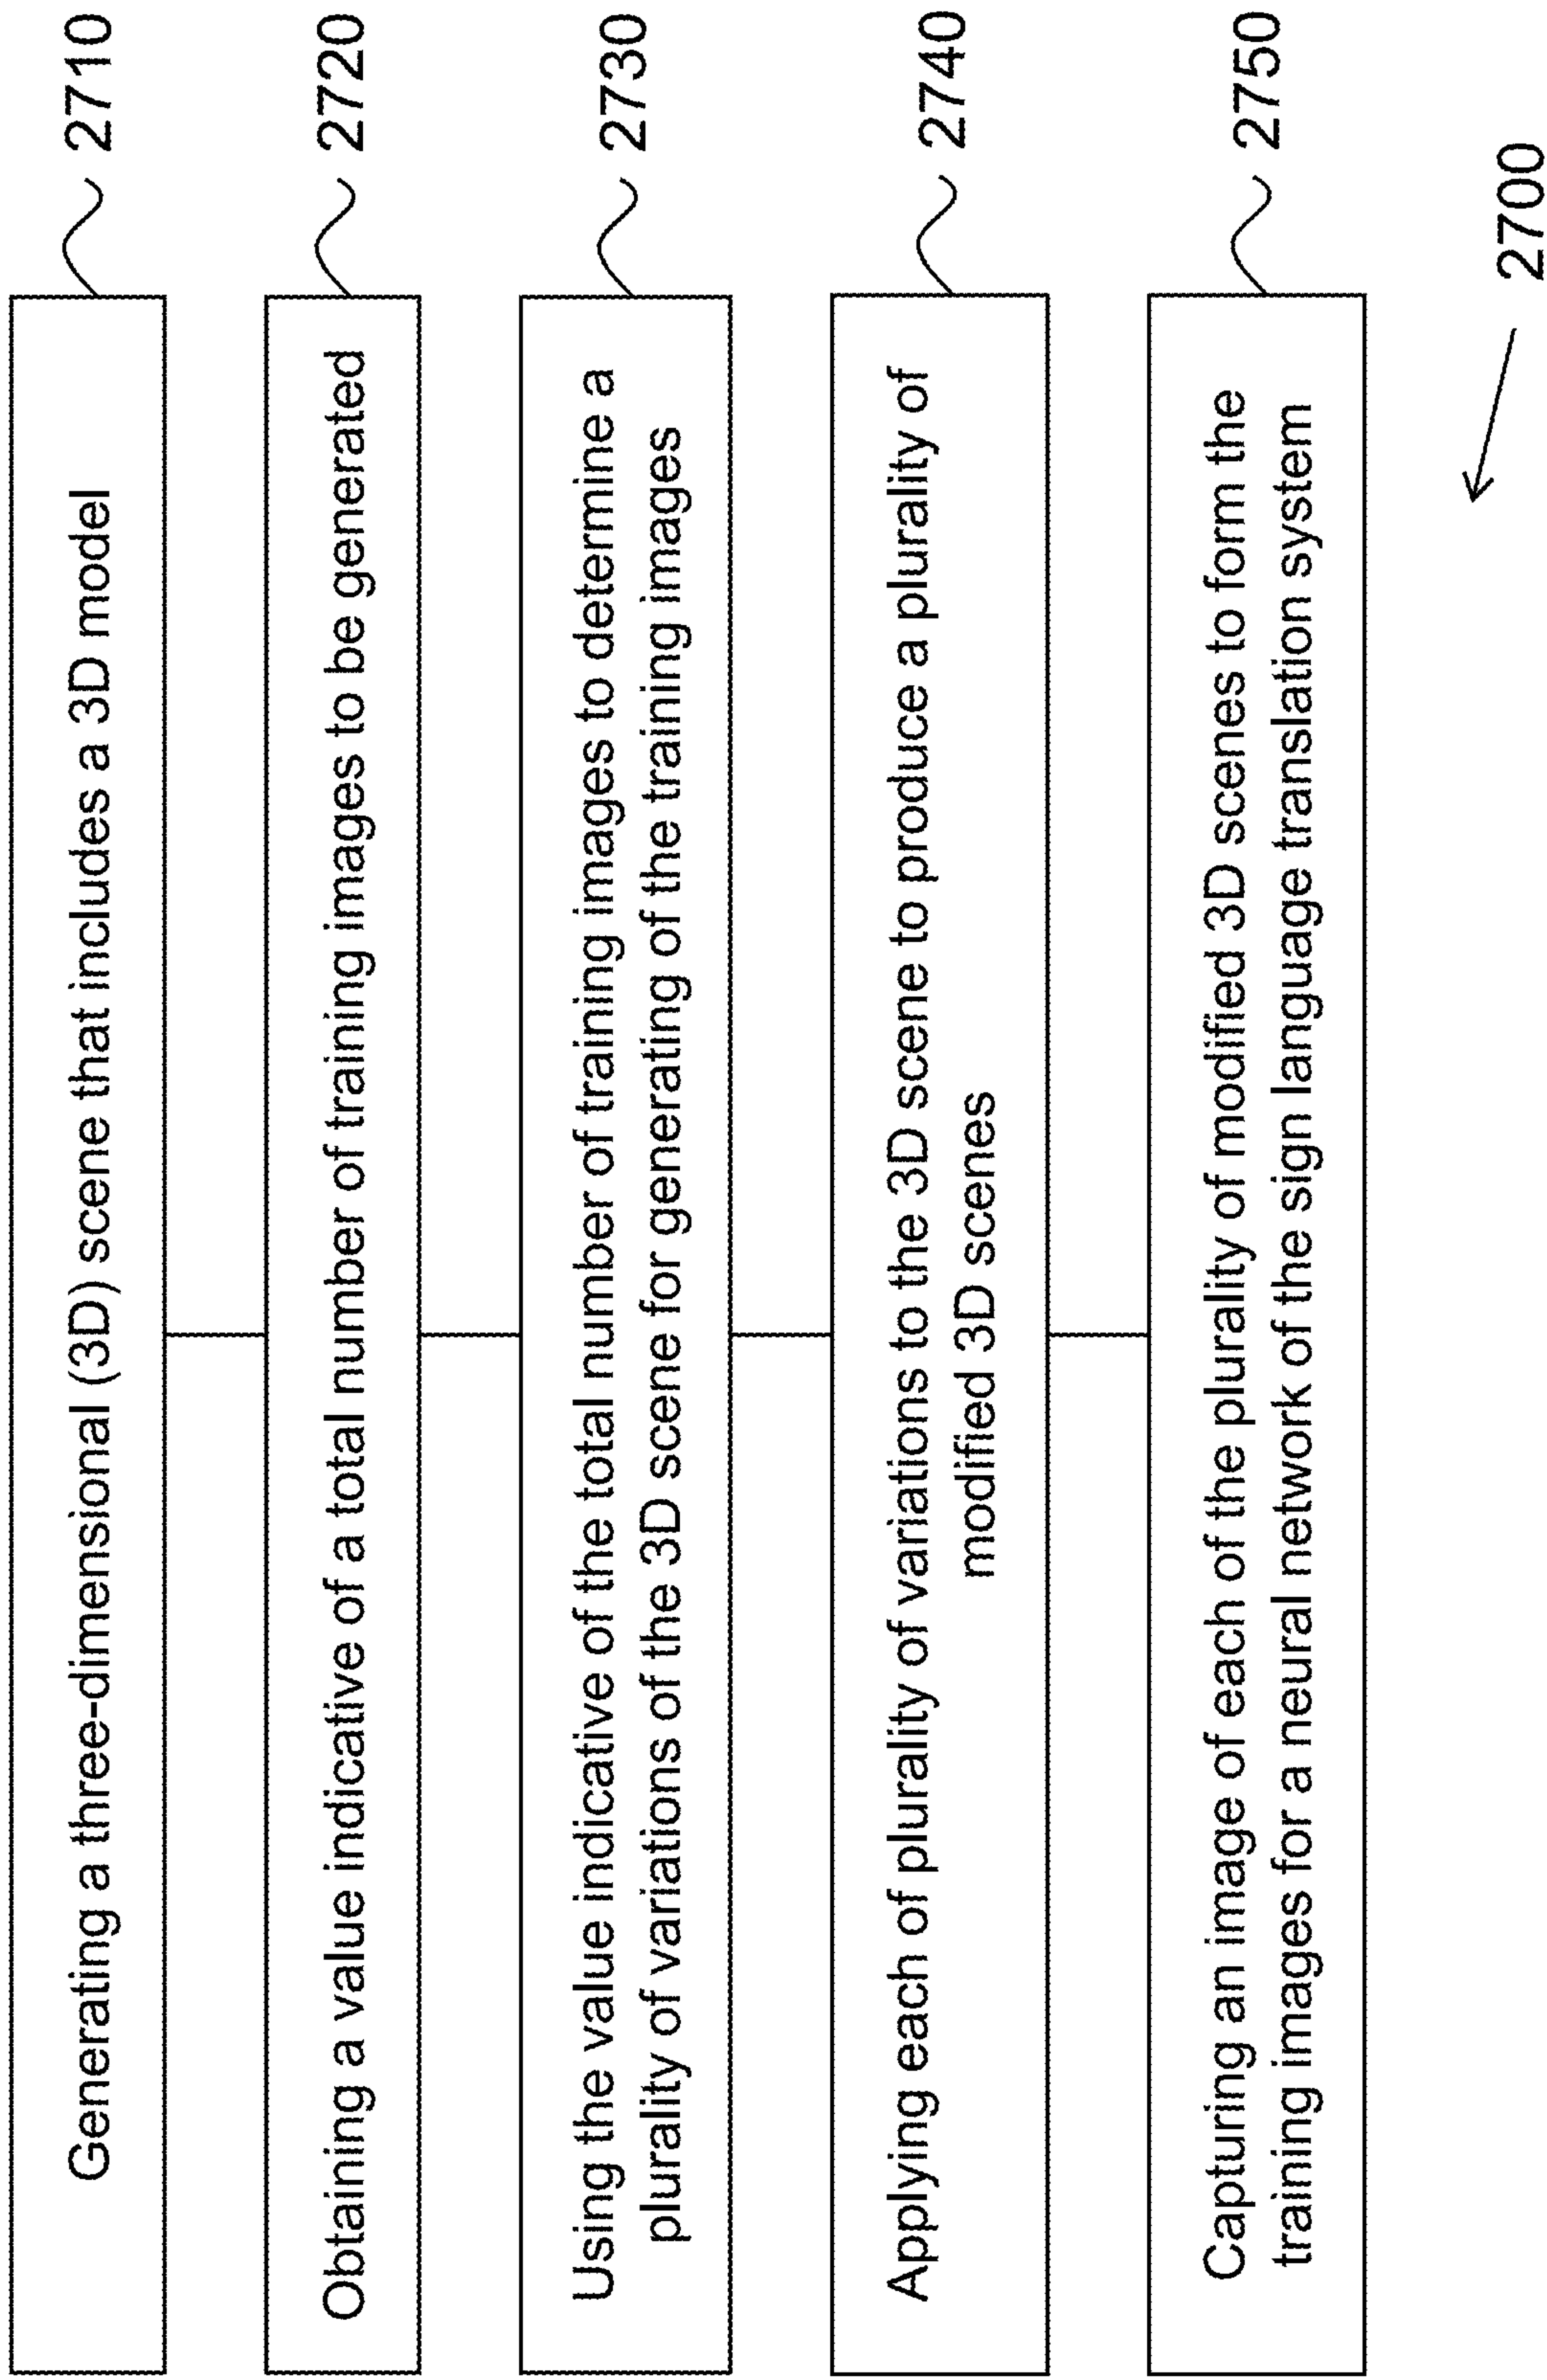 Generating a three-dimensional (3D) scene that includes a 3D model
2710
Obtaining a value indicative of a total number of training images to be generated
2720
Using the value indicative of the total number of training images to determine a
plurality of variations of the 3D scene for generating of the training images
2730
Applying each of plurality of variations to the 3D scene to produce a plurality of
modified 3D scenes
2740
Capturing an image of each of the plurality of modified 3D scenes to form the
training images for a neural network of the sign language translation system
2750
2700